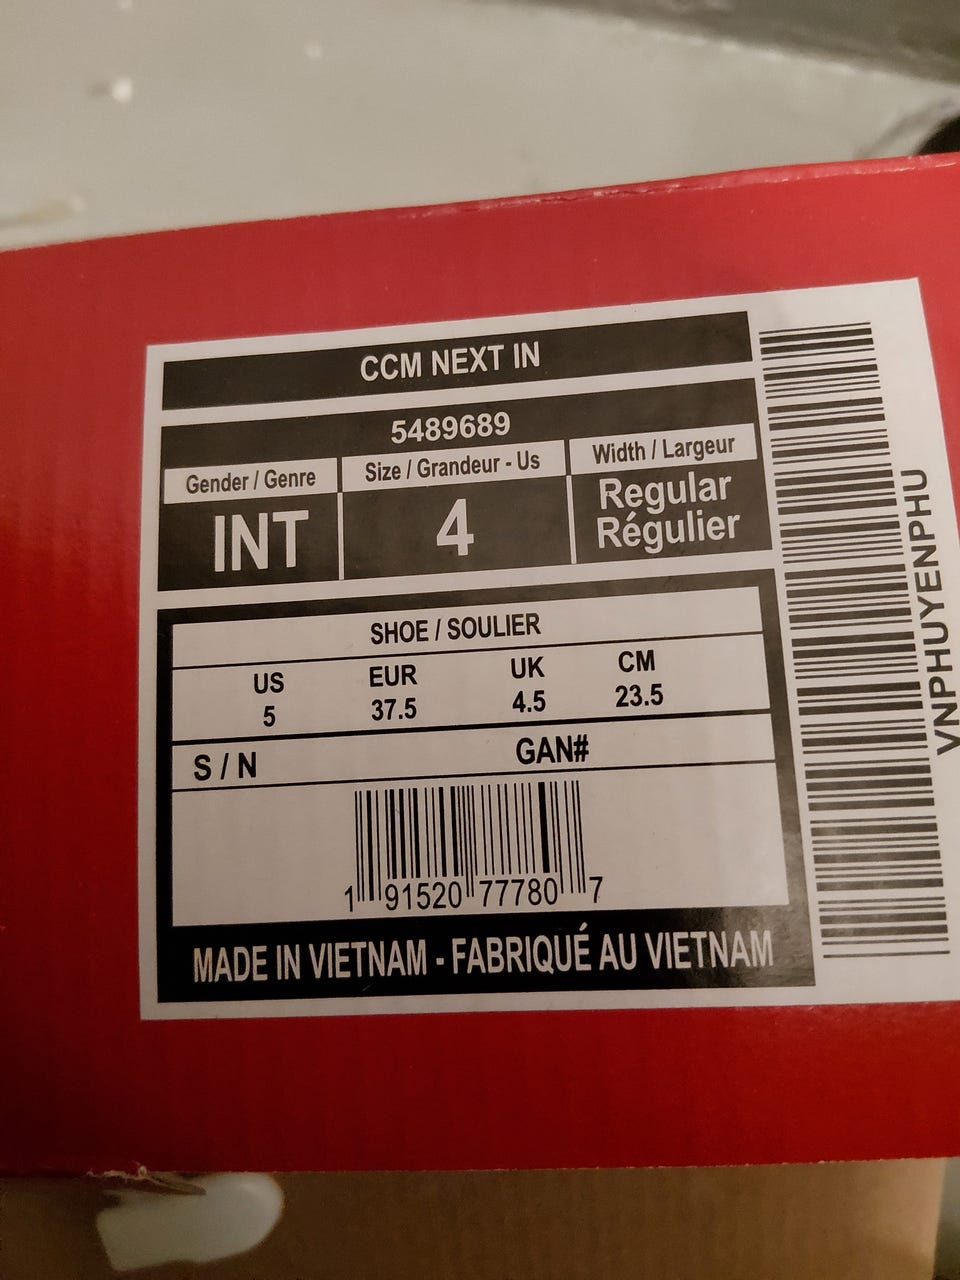 CCM NEXT IN
5489689
Gender / Genre
INT
Size / Grandeur - Us
4
Width / Largeur
Regular
Régulier
SHOE / SOULIER
US EUR UK CM
5 37.5 4.5 23.5
S / N GAN#
1 91520 77780 7
MADE IN VIETNAM - FABRIQUÉ AU VIETNAM
VNPHUYENPHU